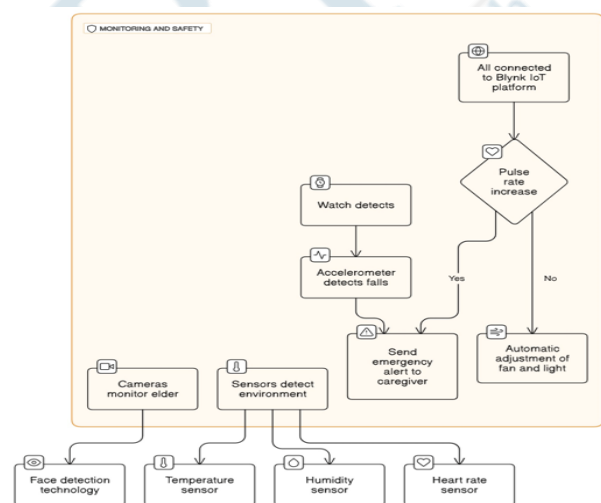 MONITORING AND SAFETY
All connected
to Blynk IoT
platform
Pulse
rate
increase
Watch detects
Accelerometer
detects falls
Yes
No
Send
emergency
alert to
caregiver
Automatic
adjustment of
fan and light
Cameras
monitor elder
Sensors detect
environment
Face detection
technology
Temperature
sensor
Humidity
sensor
Heart rate
sensor